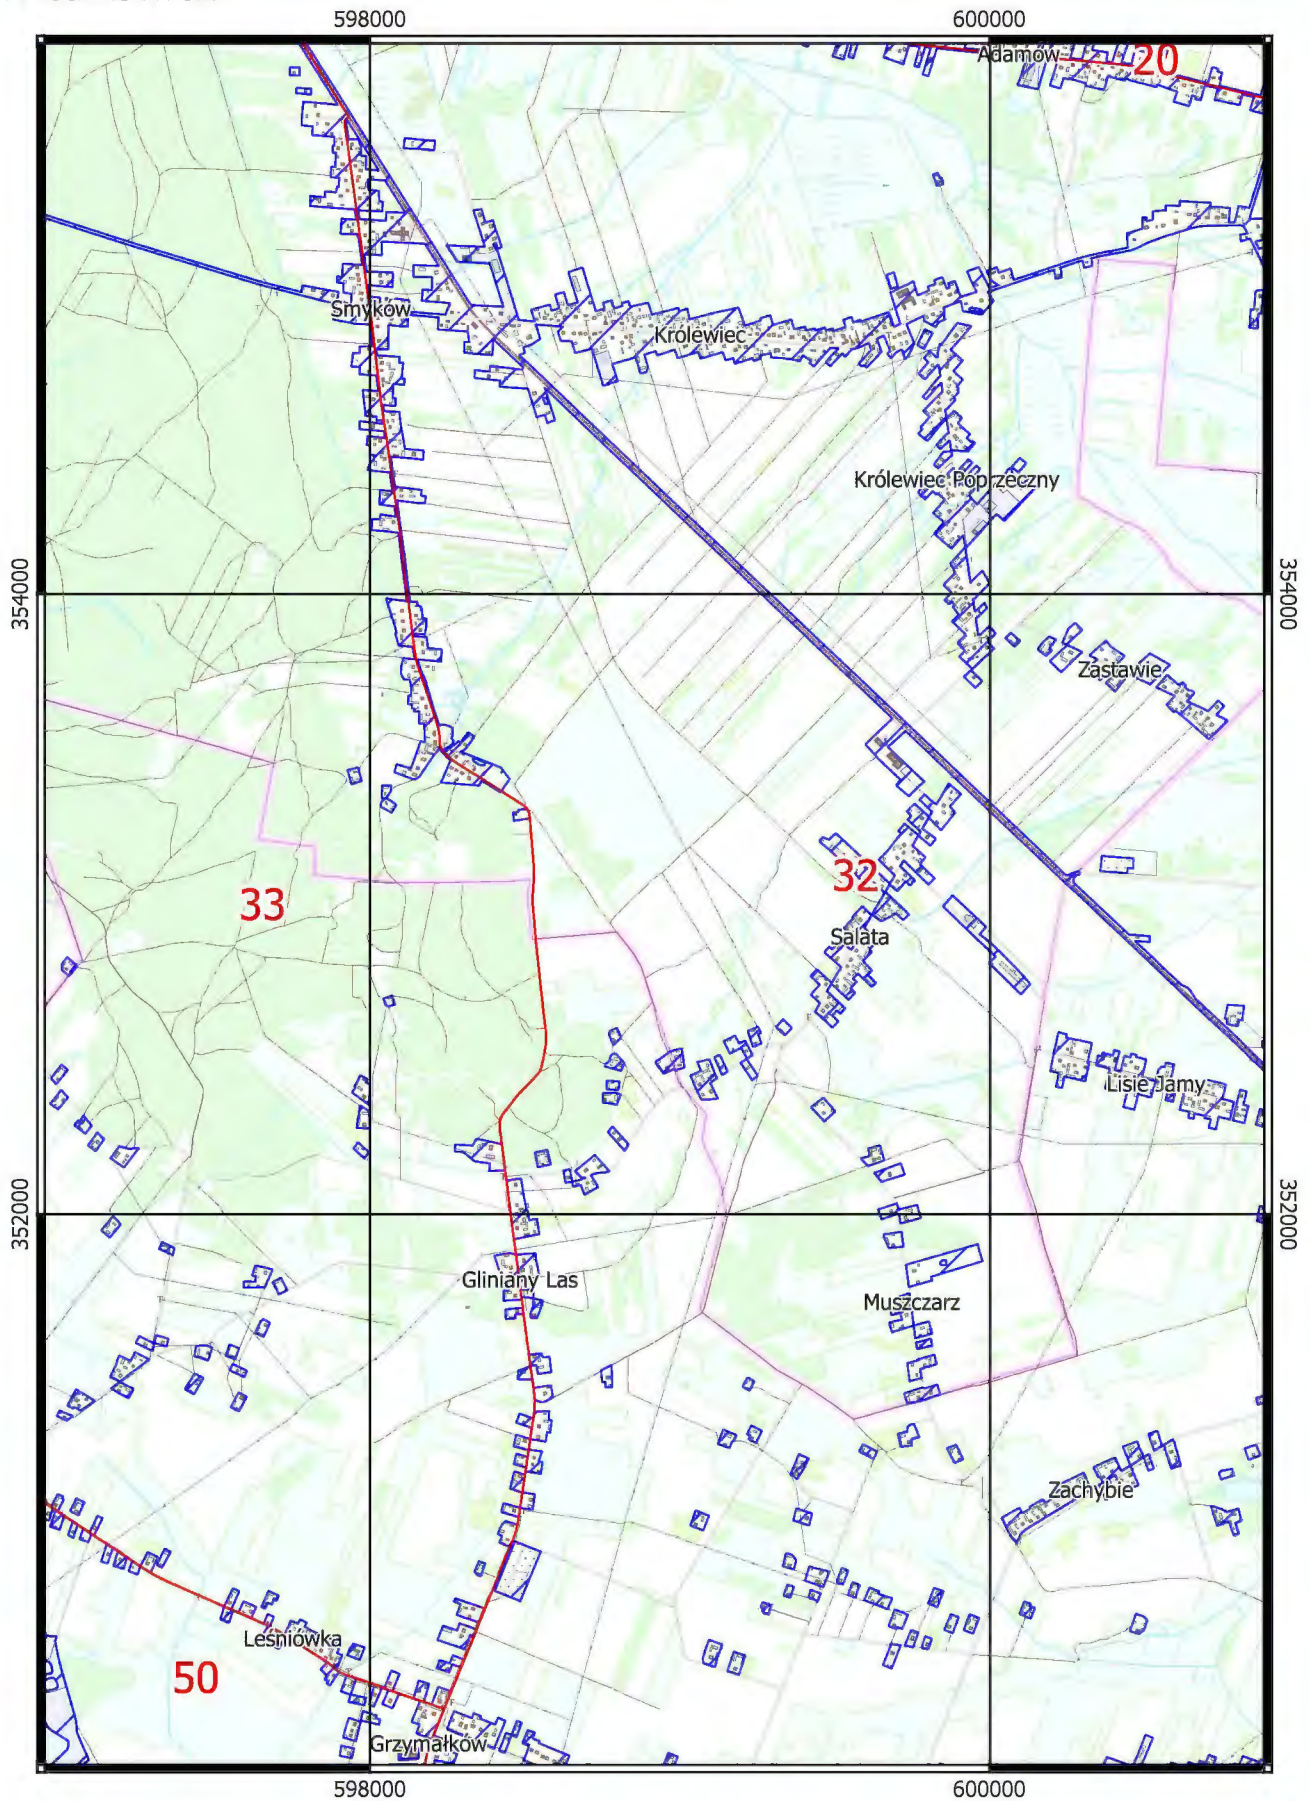 598000
600000
Adamów
20
Smyków
Królewiec
Królewiec Poprzeczny
354000
354000
Zastawie
32
33
Salata
Lisie Jamy
352000
352000
Gliniany Las
Muszczarz
Zachybie
Leśniówka
50
Grzymałków
598000
600000